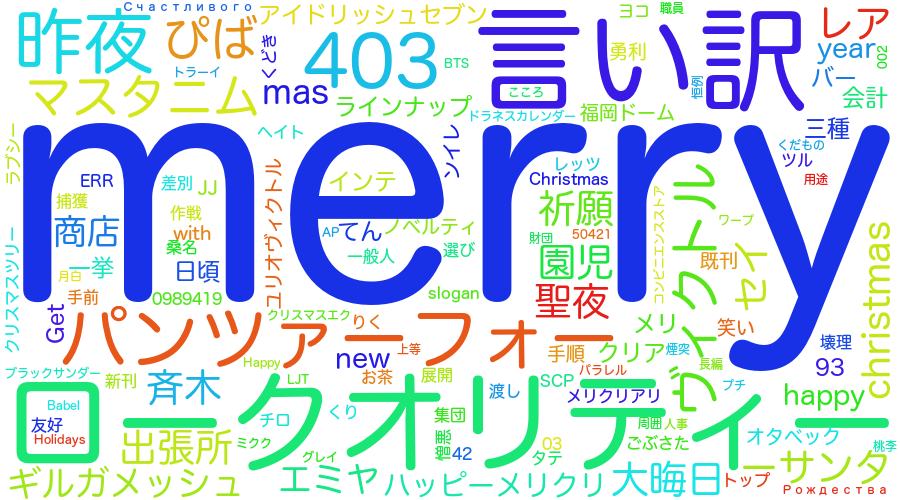 Счастливого
アイドリッシュセブン
ヨコ
職員
レア
昨夜
ぴば
403
くどき
BTS
言い訳
勇利
year
002
トラーイ
マスタニム
mas
ラインナップ
こころ
恒例
バー
会計
ドラネスカレンダー
福岡ドーム
三種
merry
ラブシー
ヘイト
ソイレ
レッツ
くだもの
ツル
ERR
差別
JJ
インテ
Christmas
用途
捕獲
作戦
with
ユリオヴィクトル
祈願
コンビニエンスストア
ワープ
商店
桑名
AP
てん
ノベルティ
50421
財団
一般人
選び
園児
ヴィクトル
既刊
セイ
christmas
クリスマスツリー
一挙
月白
日頃
手前
0989419
slogan
聖夜
Get
クリスマスエク
りく
メリ
笑い
パンツァーフォー
上等
手順
クリア
煙突
壊理
new
Happy
ブラックサンダー
新刊
斉木
LJT
お茶
展開
渡し
SCP
パラレル
長編
93
プチ
happy
メリクリアリ
ロークオリティー
Babel
友好
Holidays
チロ
くり
集団
憎悪
03
周囲
人事
ごぶさた
オタベック
桃李
出張所
ミクク
グレイ
42
タテ
ーサンタ
ギルガメッシュ
エミヤ
ハッピーメリクリ
大晦日
トップ
Рождества